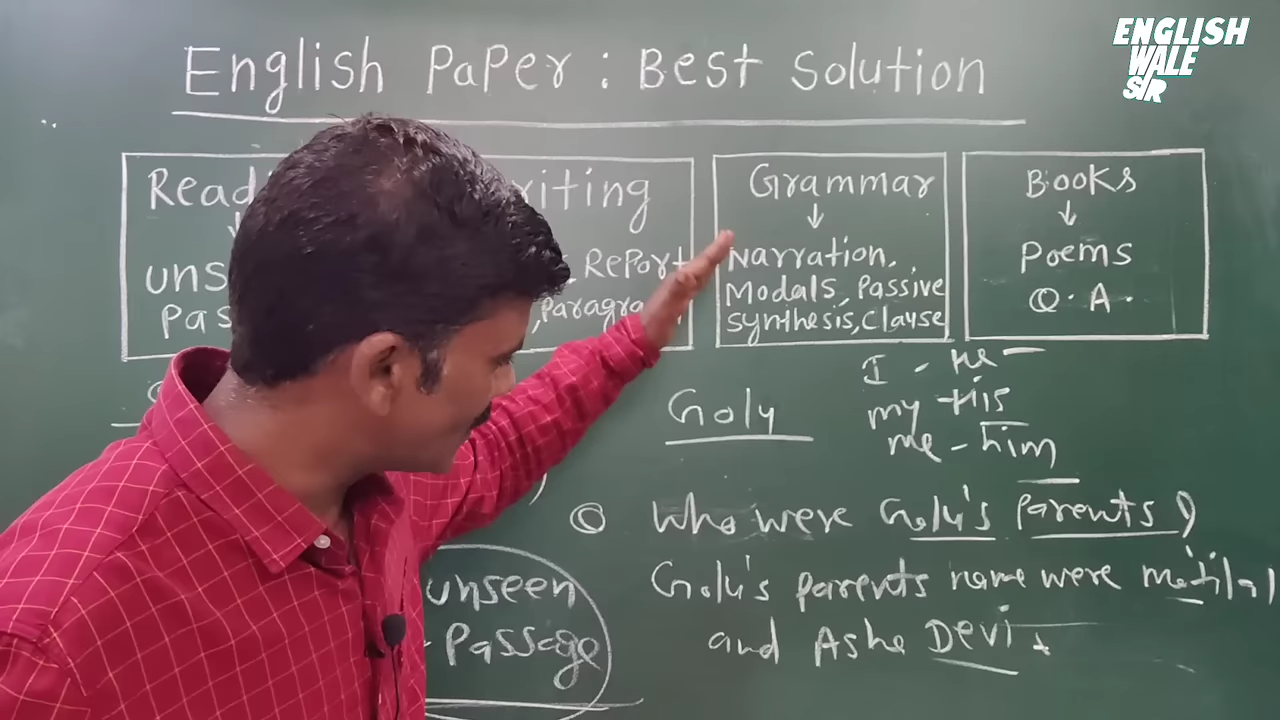 ENGLISH
WALE
SIR
English Paper : Best Solution
Read
riting
uns
Report
pas
,Paragra
Grammar
↓
Narration,
Modals, Passive
synthesis, Clause
Books
↓
Poems
Q. A.
I - He
my - His
me - him
Goly
Q Who were Golu's Parents ?
Golu's parents name were Motilal
and Ashe Devi.
unseen
- Passage